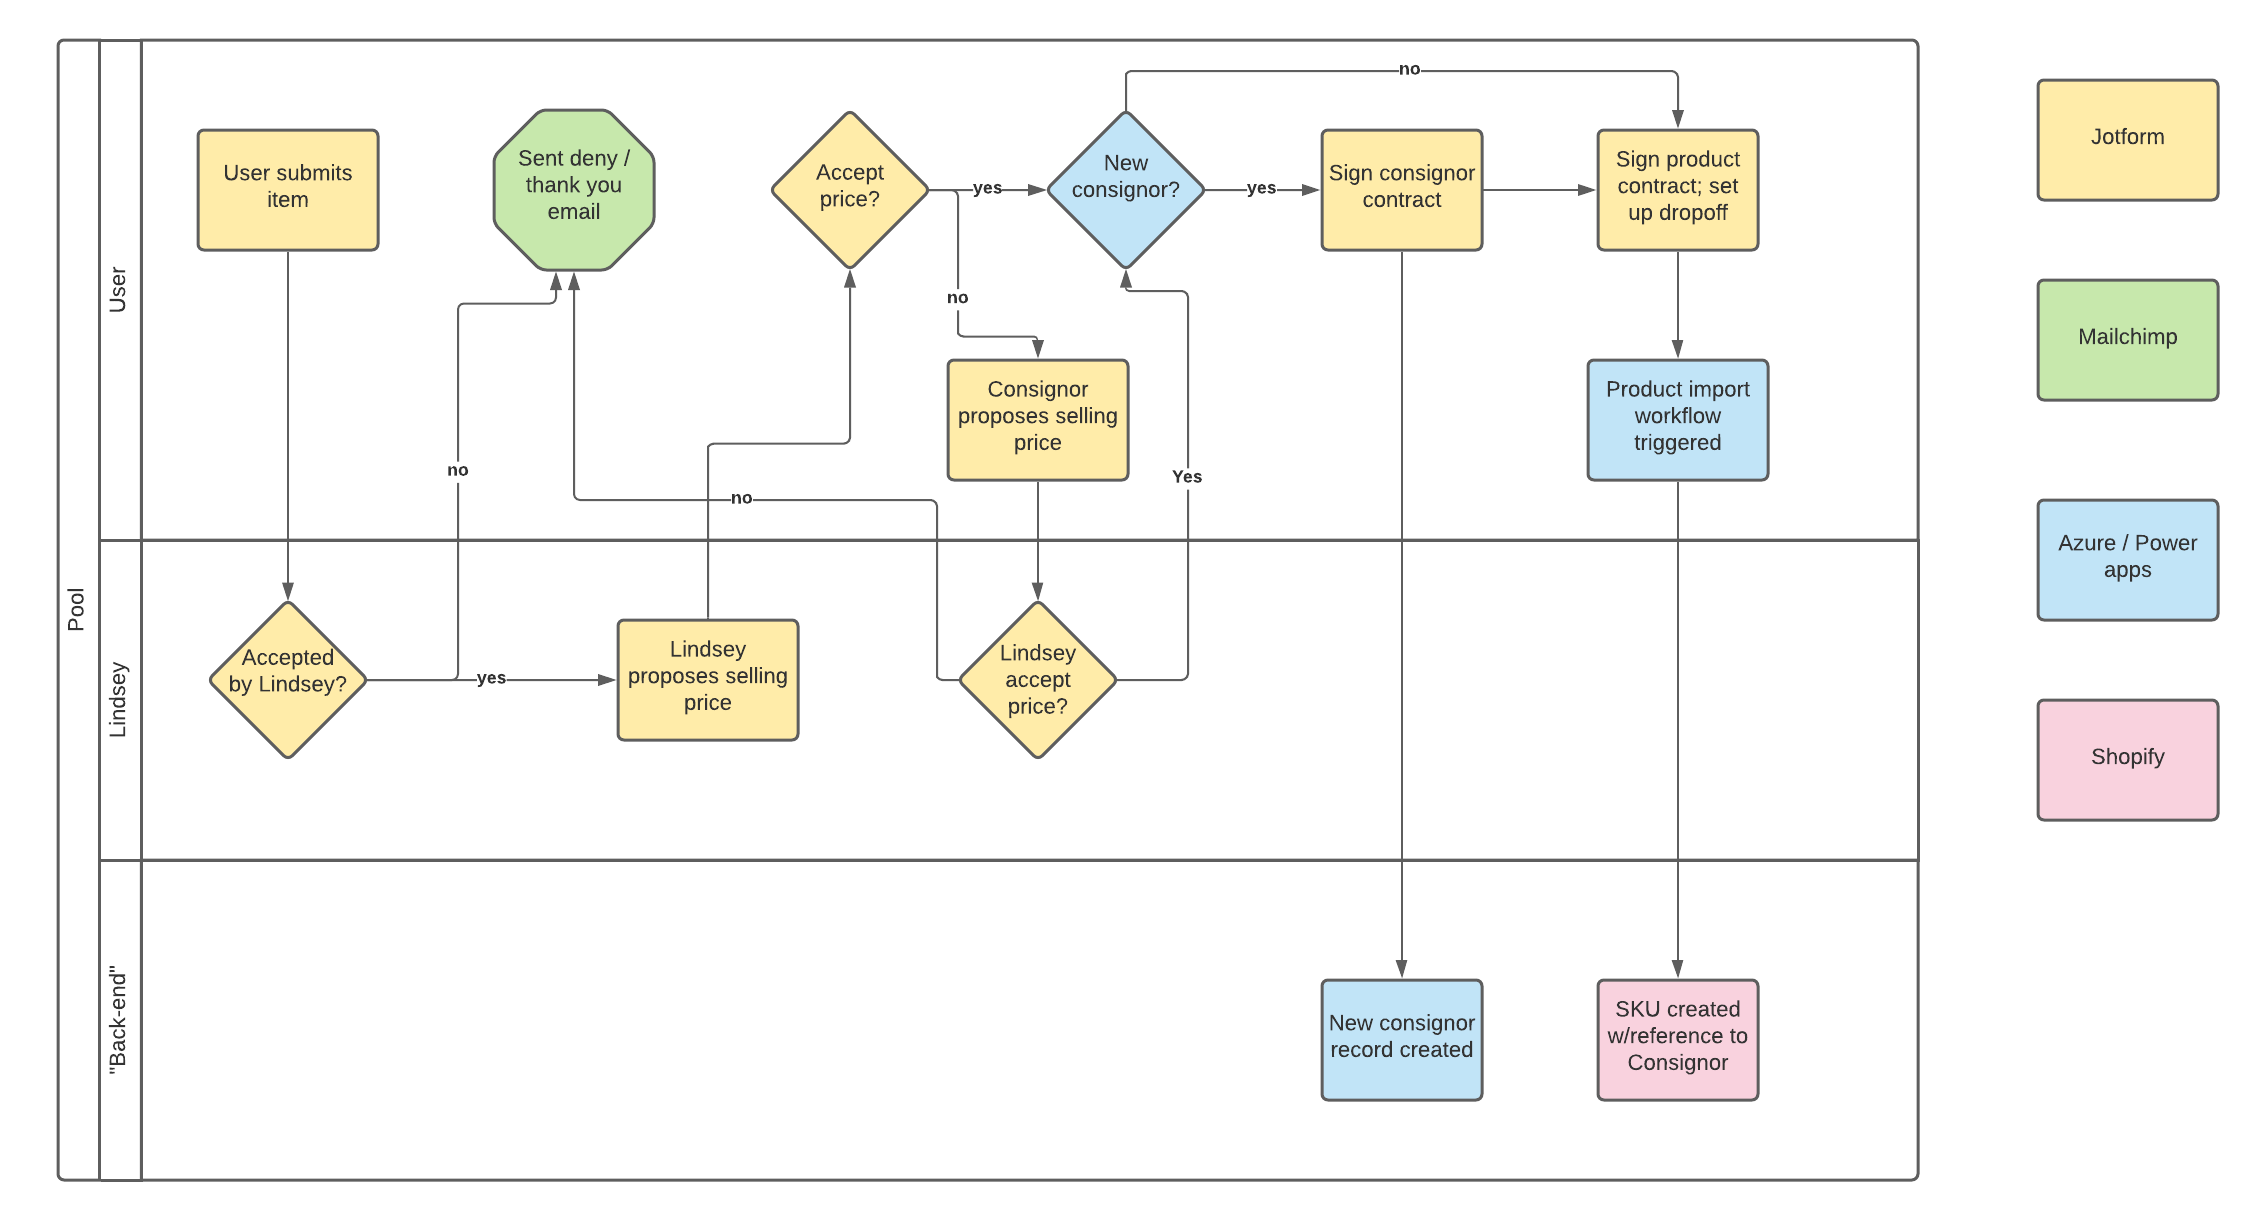 Pool
User
Lindsey
"Back-end"
User submits
item
Sent deny /
thank you
email
Accept
price?
yes
no
New
consignor?
no
yes
Sign consignor
contract
Sign product
contract; set
up dropoff
no
Consignor
proposes selling
price
Product import
workflow
triggered
no
Yes
Accepted
by Lindsey?
yes
Lindsey
proposes selling
price
Lindsey
accept
price?
New consignor
record created
SKU created
w/reference to
Consignor
Jotform
Mailchimp
Azure / Power
apps
Shopify